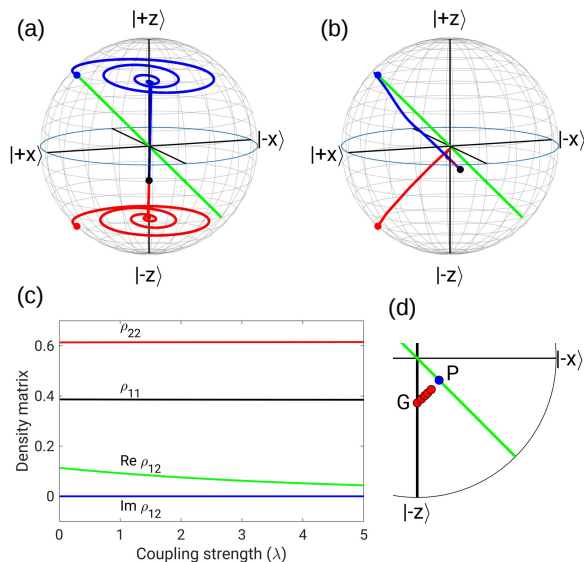 (a)
|+z⟩
(b)
|+z⟩
|+x⟩
|-x⟩
|+x⟩
|-x⟩
|-z⟩
|-z⟩
(c)
Density matrix
0.6
0.4
0.2
0
ρ22
ρ11
Re ρ12
Im ρ12
0 1 2 3 4 5
Coupling strength (λ)
(d)
|-x⟩
P
G
|-z⟩